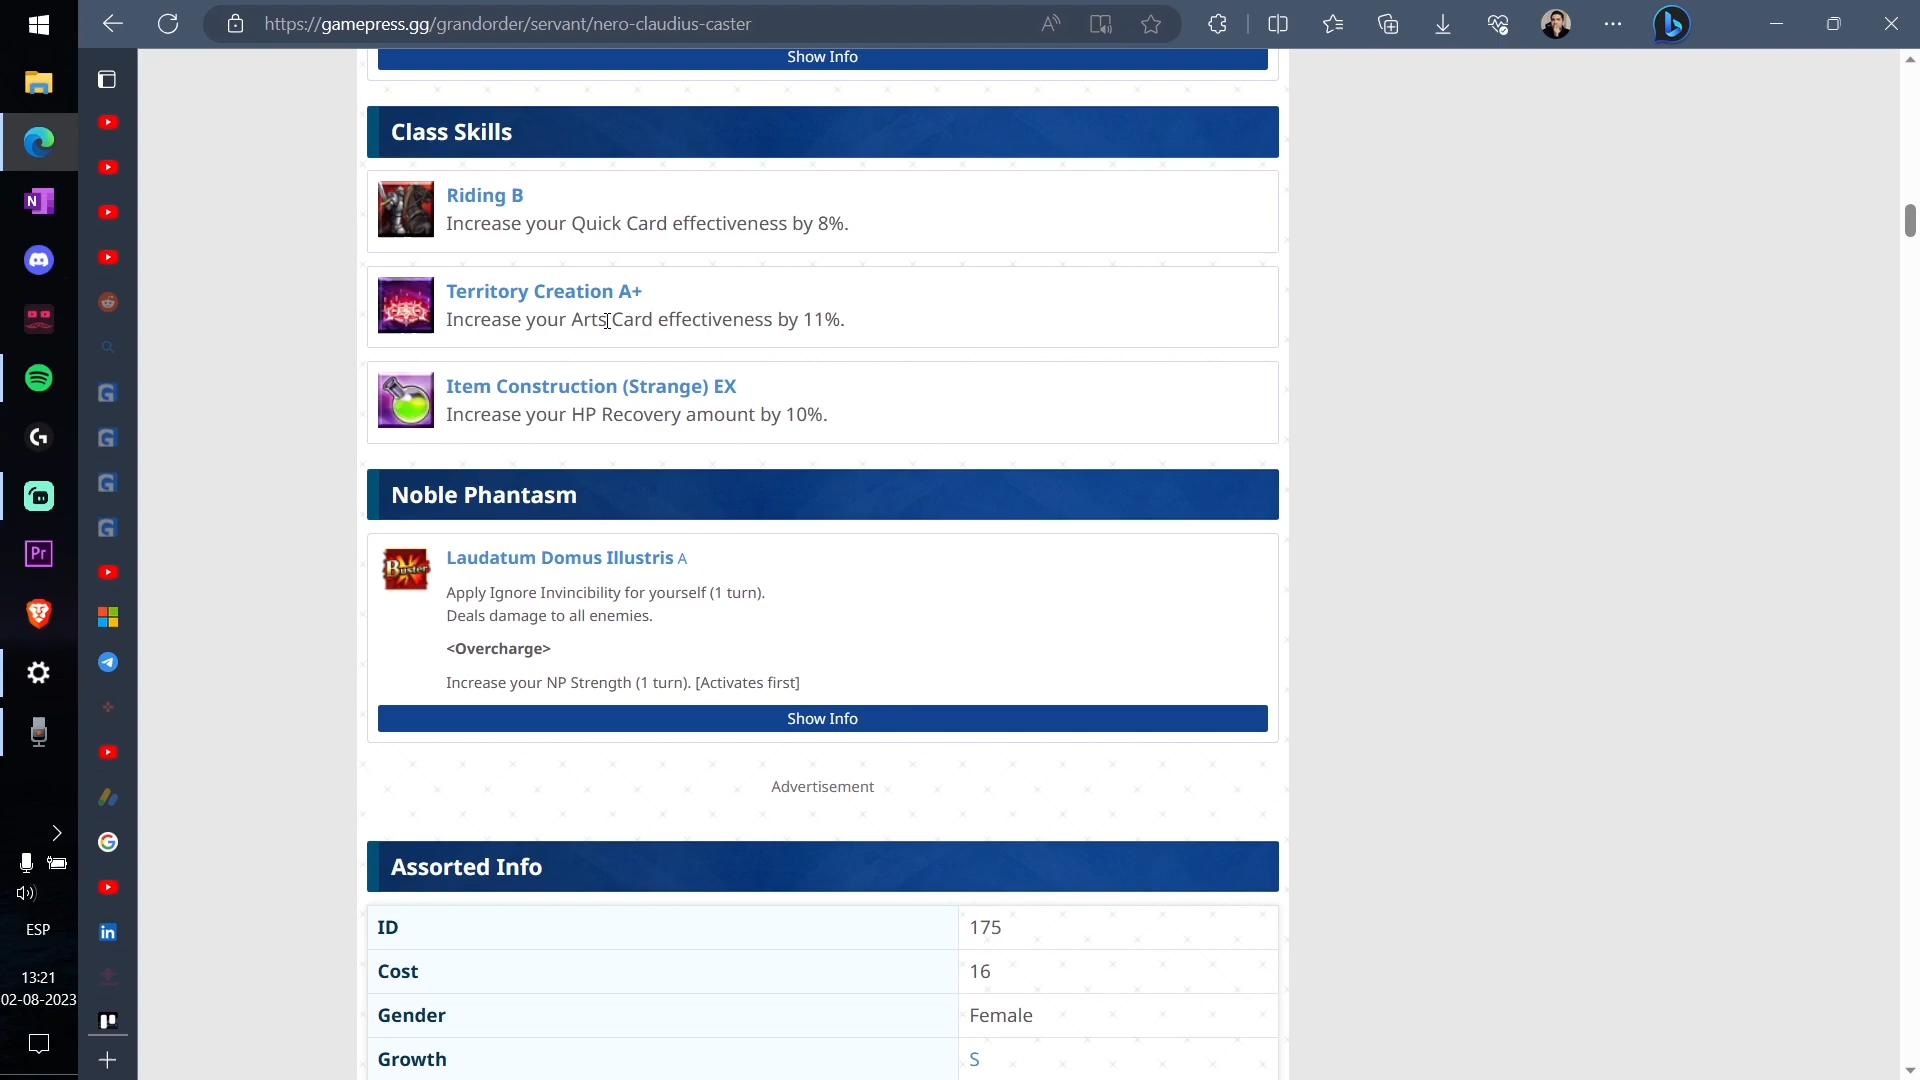 https://gamepress.gg/grandorder/servant/nero-claudius-caster
Show Info
Class Skills
Riding B
Increase your Quick Card effectiveness by 8%.
Territory Creation A+
Increase your Arts Card effectiveness by 11%.
Item Construction (Strange) EX
Increase your HP Recovery amount by 10%.
Noble Phantasm
Buster
Laudatum Domus Illustris A
Apply Ignore Invincibility for yourself (1 turn).
Deals damage to all enemies.
<Overcharge>
Increase your NP Strength (1 turn). [Activates first]
Show Info
Advertisement
Assorted Info
ID 175
Cost 16
Gender Female
Growth S
ESP
13:21
02-08-2023